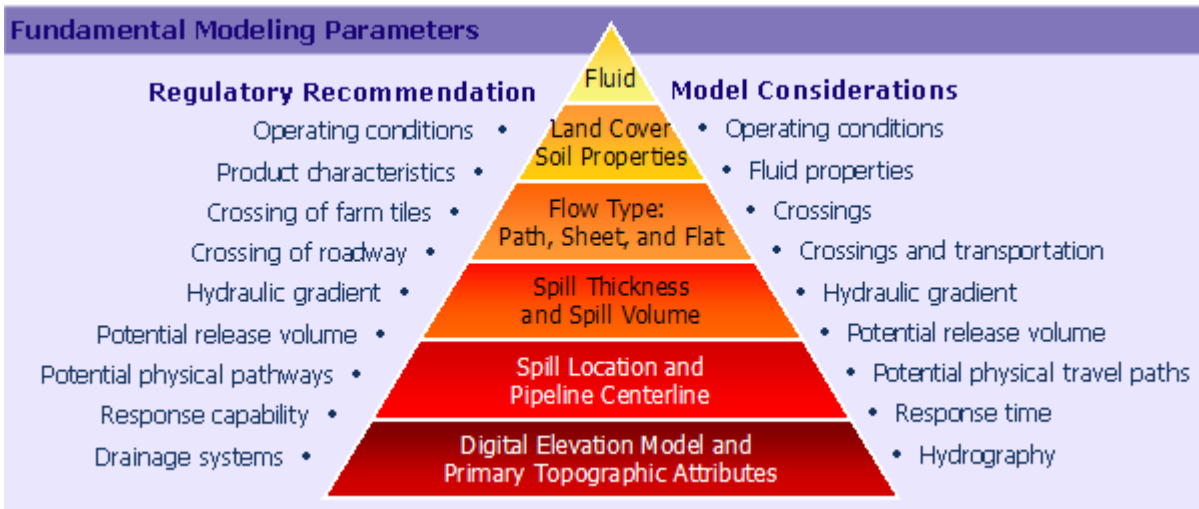 Fundamental Modeling Parameters
Regulatory Recommendation
• Operating conditions
• Product characteristics
• Crossing of farm tiles
• Crossing of roadway
• Hydraulic gradient
• Potential release volume
• Potential physical pathways
• Response capability
• Drainage systems
Fluid
Land Cover
Soil Properties
Flow Type:
Path, Sheet, and Flat
Spill Thickness
and Spill Volume
Spill Location and
Pipeline Centerline
Digital Elevation Model and
Primary Topographic Attributes
Model Considerations
• Operating conditions
• Fluid properties
• Crossings
• Crossings and transportation
• Hydraulic gradient
• Potential release volume
• Potential physical travel paths
• Response time
• Hydrography